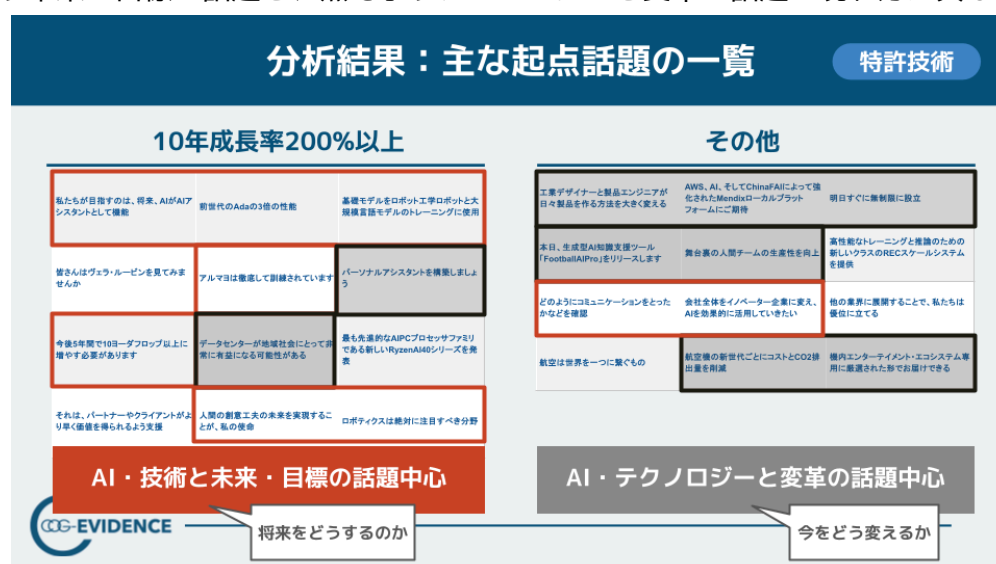 分析結果：主な起点話題の一覧
特許技術
10年成長率200%以上
私たちが目指すのは、将来、AIがAIア
シスタントとして機能
前世代のAdaの3倍の性能
基礎モデルをロボット工学ロボットと大
規模言語モデルのトレーニングに使用
皆さんはヴェラ・ルービンを見てみま
せんか
アルマヨは徹底して訓練されています
パーソナルアシスタントを構築しましょ
う
今後5年間で10ヨーダフロップ以上に
増やす必要があります
データセンターが地域社会にとって非
常に有益になる可能性がある
最も先進的なAIPCプロセッサファミリ
である新しいRyzenAI40シリーズを発
表
それは、パートナーやクライアントがよ
り早く価値を得られるよう支援
人間の創意工夫の未来を実現するこ
とが、私の使命
ロボティクスは絶対に注目すべき分野
AI・技術と未来・目標の話題中心
将来をどうするのか
その他
工業デザイナーと製品エンジニアが
日々製品を作る方法を大きく変える
AWS、AI、そしてChinaFAIによって強
化されたMendixローカルプラット
フォームにご期待
明日すぐに無制限に設立
本日、生成型AI知識支援ツール
「FootballAIPro」をリリースします
舞台裏の人間チームの生産性を向上
高性能なトレーニングと推論のための
新しいクラスのRECスケールシステム
を提供
どのようにコミュニケーションをとった
かなどを確認
会社全体をイノベーター企業に変え、
AIを効果的に活用していきたい
他の業界に展開することで、私たちは
優位に立てる
航空は世界を一つに繋ぐもの
航空機の新世代ごとにコストとCO2排
出量を削減
機内エンターテイメント・エコシステム専
用に厳選された形でお届けできる
AI・テクノロジーと変革の話題中心
今をどう変えるか
COG-EVIDENCE